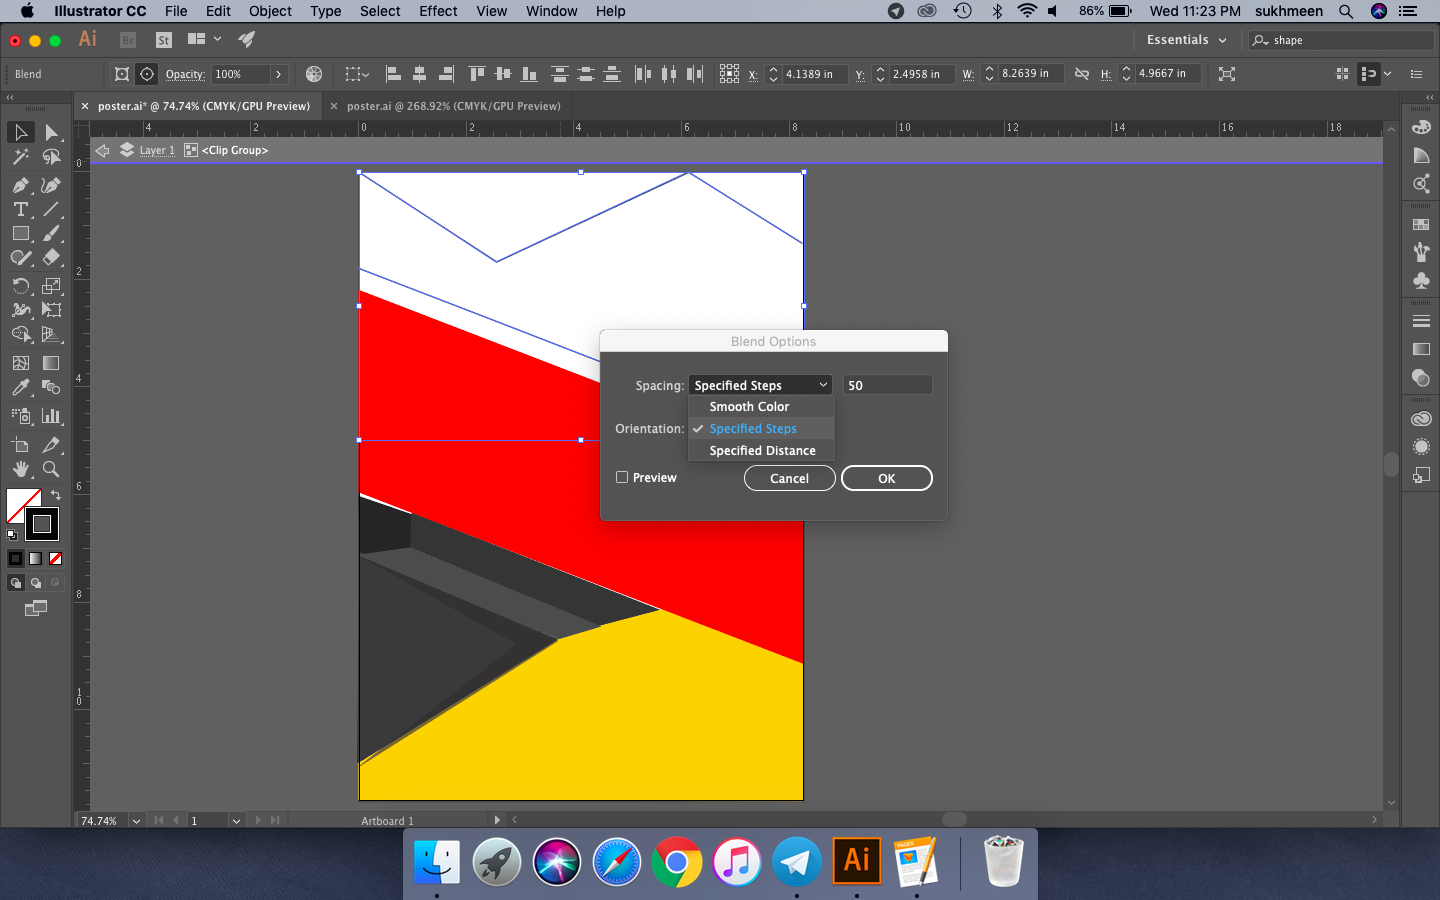 Illustrator CC File Edit Object Type Select Effect View Window Help 86% Wed 11:23 PM sukhmeen
Ai Br St Essentials shape
Blend Opacity: 100% X: 4.1389 in Y: 2.4958 in W: 8.2639 in H: 4.9667 in
× poster.ai* @ 74.74% (CMYK/GPU Preview) × poster.ai @ 268.92% (CMYK/GPU Preview)
4 2 0 2 4 6 8 10 12 14 16 18
Layer 1 <Clip Group>
0
2
4
6
8
1
0
Blend Options
Spacing: Specified Steps 50
Smooth Color
Orientation: Specified Steps
Specified Distance
Preview Cancel OK
T
74.74% 1 Artboard 1
Ai PAGES